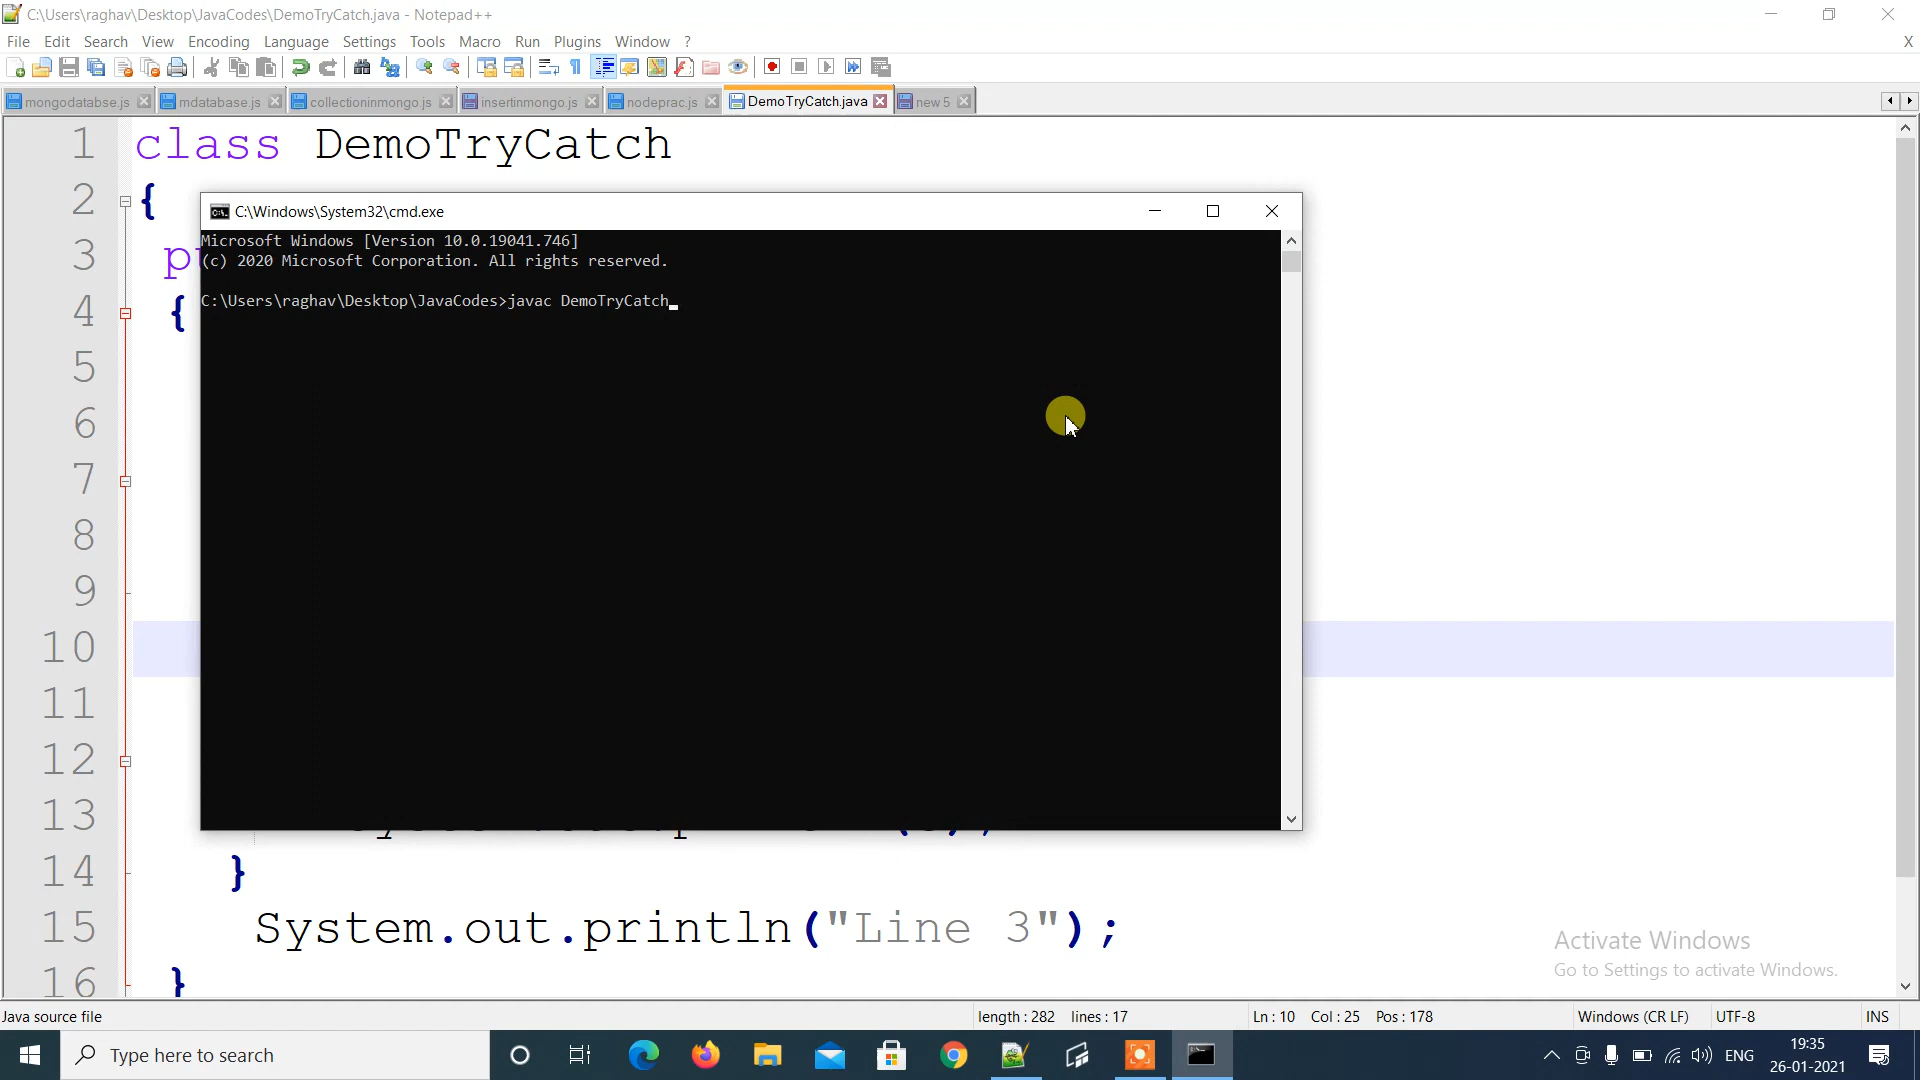 C:\Users\raghav\Desktop\JavaCodes\DemoTryCatch.java - Notepad++
File Edit Search View Encoding Language Settings Tools Macro Run Plugins Window ? X
mongodatabse.js mdatabase.js collectioninmongo.js insertinmongo.js nodeprac.js DemoTryCatch.java new 5
1 class DemoTryCatch
2 {
C:\Windows\System32\cmd.exe
Microsoft Windows [Version 10.0.19041.746]
3 p
(c) 2020 Microsoft Corporation. All rights reserved.
4 {
C:\Users\raghav\Desktop\JavaCodes>javac DemoTryCatch_
5
6
7
8
9
10
11
12
13
14 }
15 System.out.println("Line 3");
16 }
Activate Windows
Go to Settings to activate Windows.
Java source file length : 282 lines : 17 Ln : 10 Col : 25 Pos : 178 Windows (CR LF) UTF-8 INS
Type here to search ENG 19:35
26-01-2021